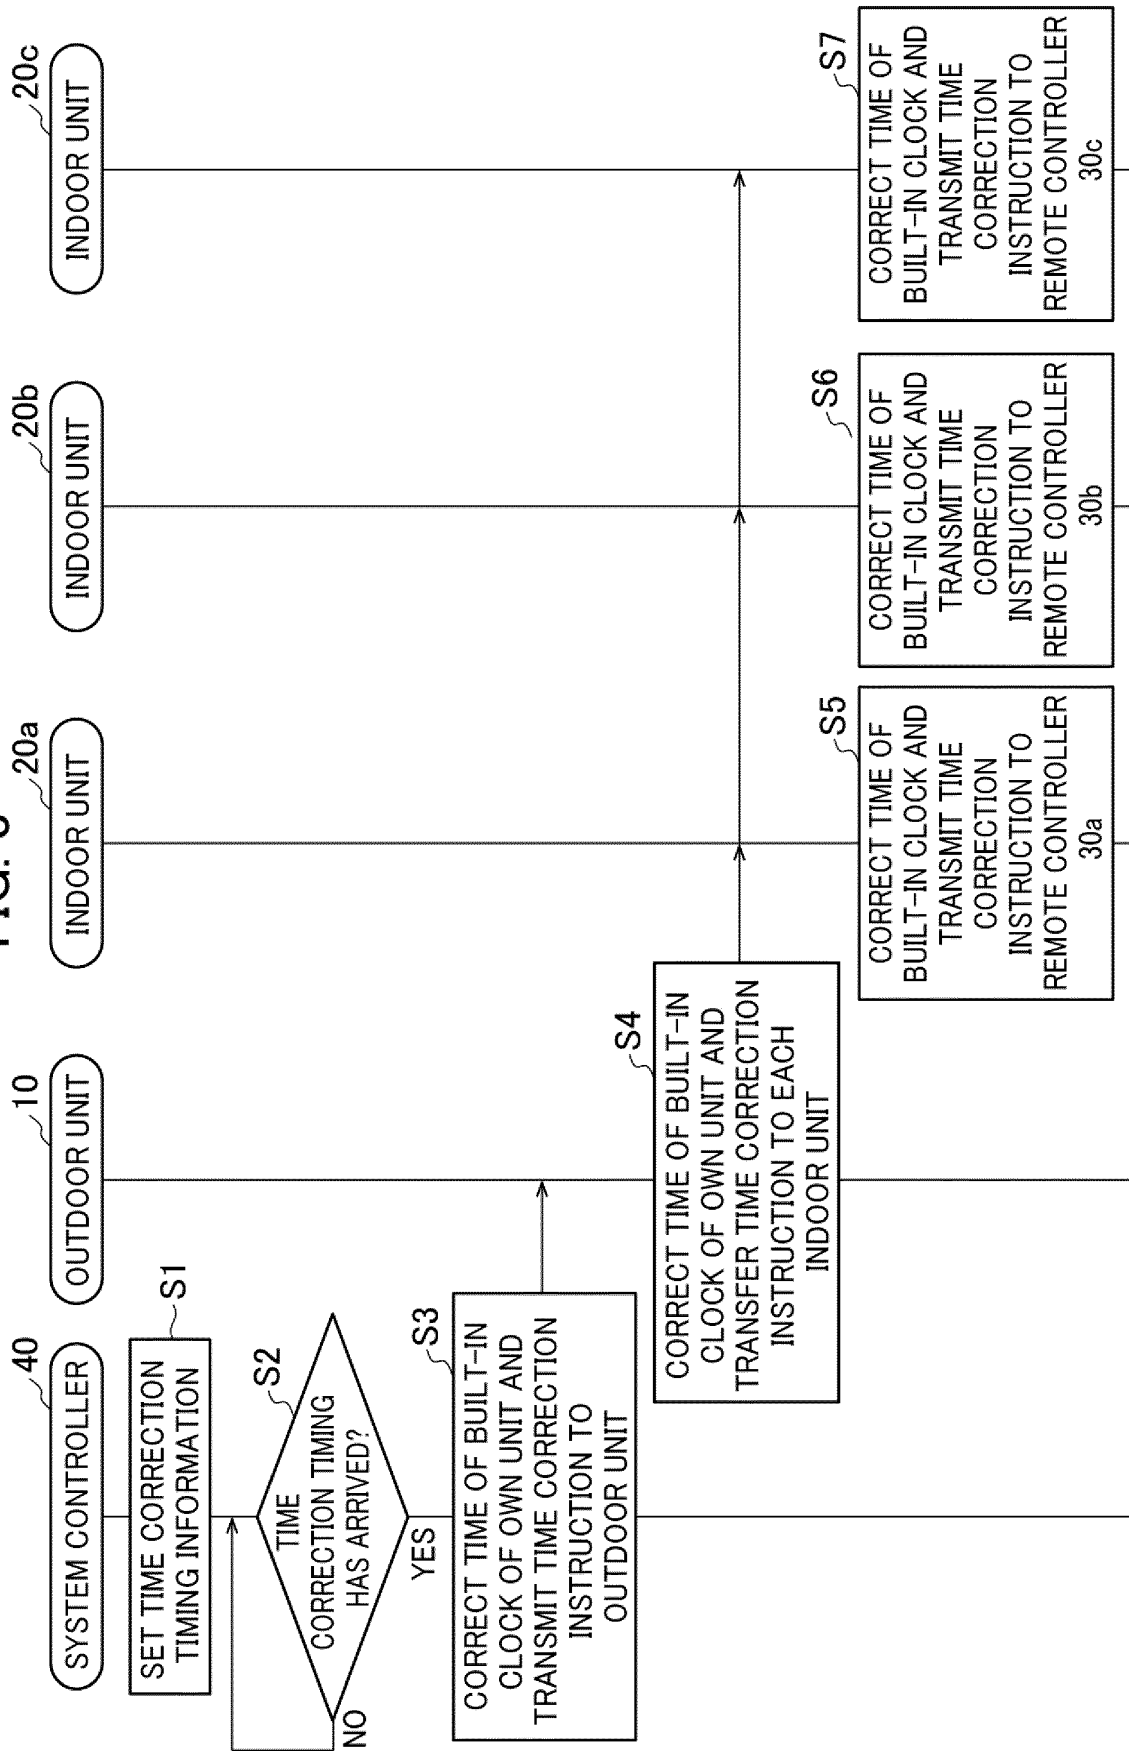 FIG.
40
SYSTEM CONTROLLER
10
OUTDOOR UNIT
20a
INDOOR UNIT
20b
INDOOR UNIT
20c
INDOOR UNIT
S1
SET TIME CORRECTION
TIMING INFORMATION
S2
TIME
CORRECTION TIMING
HAS ARRIVED?
NO
YES
S3
CORRECT TIME OF BUILT-IN
CLOCK OF OWN UNIT AND
TRANSMIT TIME CORRECTION
INSTRUCTION TO
OUTDOOR UNIT
S4
CORRECT TIME OF BUILT-IN
CLOCK OF OWN UNIT AND
TRANSFER TIME CORRECTION
INSTRUCTION TO EACH
INDOOR UNIT
S5
CORRECT TIME OF
BUILT-IN CLOCK AND
TRANSMIT TIME
CORRECTION
INSTRUCTION TO
REMOTE CONTROLLER
30a
S6
CORRECT TIME OF
BUILT-IN CLOCK AND
TRANSMIT TIME
CORRECTION
INSTRUCTION TO
REMOTE CONTROLLER
30b
S7
CORRECT TIME OF
BUILT-IN CLOCK AND
TRANSMIT TIME
CORRECTION
INSTRUCTION TO
REMOTE CONTROLLER
30c